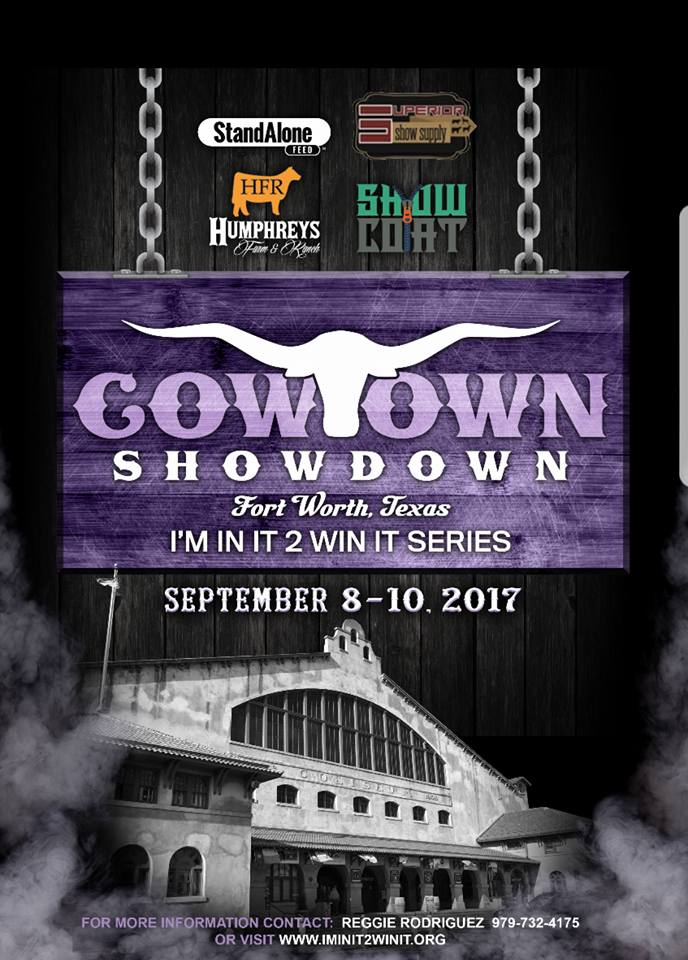 StandAlone
FEED
SUPERIOR
show supply
HFR
HUMPHREYS
Farm & Ranch
SHOW
COAT
COWTOWN
SHOWDOWN
Fort Worth, Texas
I'M IN IT 2 WIN IT SERIES
SEPTEMBER 8-10, 2017
COLISEUM
FOR MORE INFORMATION CONTACT: REGGIE RODRIGUEZ 979-732-4175
OR VISIT WWW.IMINIT2WINIT.ORG